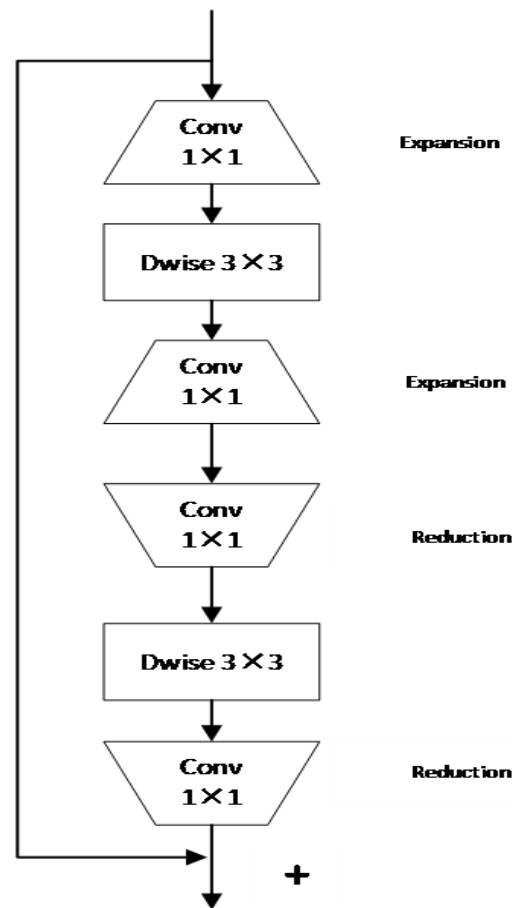 Conv
1×1
Expansion
Dwise 3×3
Conv
1×1
Expansion
Conv
1×1
Reduction
Dwise 3×3
Conv
1×1
Reduction
+